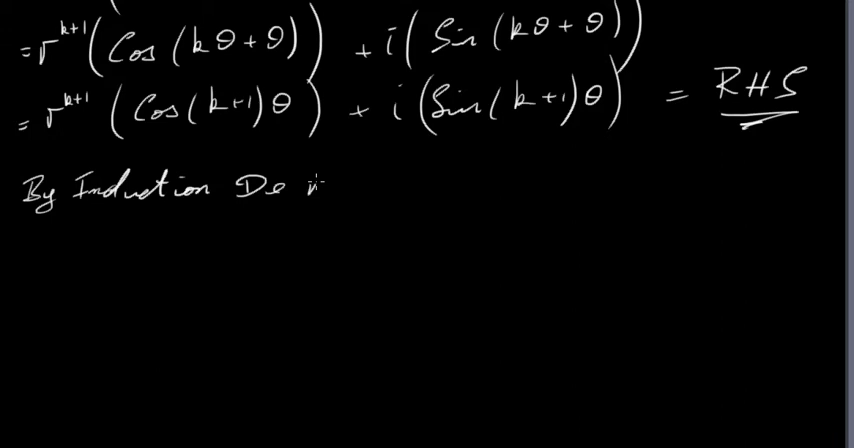 = r^{k+1} (Cos (kθ + θ)) + i (Sin (kθ + θ))
= r^{k+1} (Cos (k+1) θ) + i (Sin (k+1) θ) = RHS
By Induction De